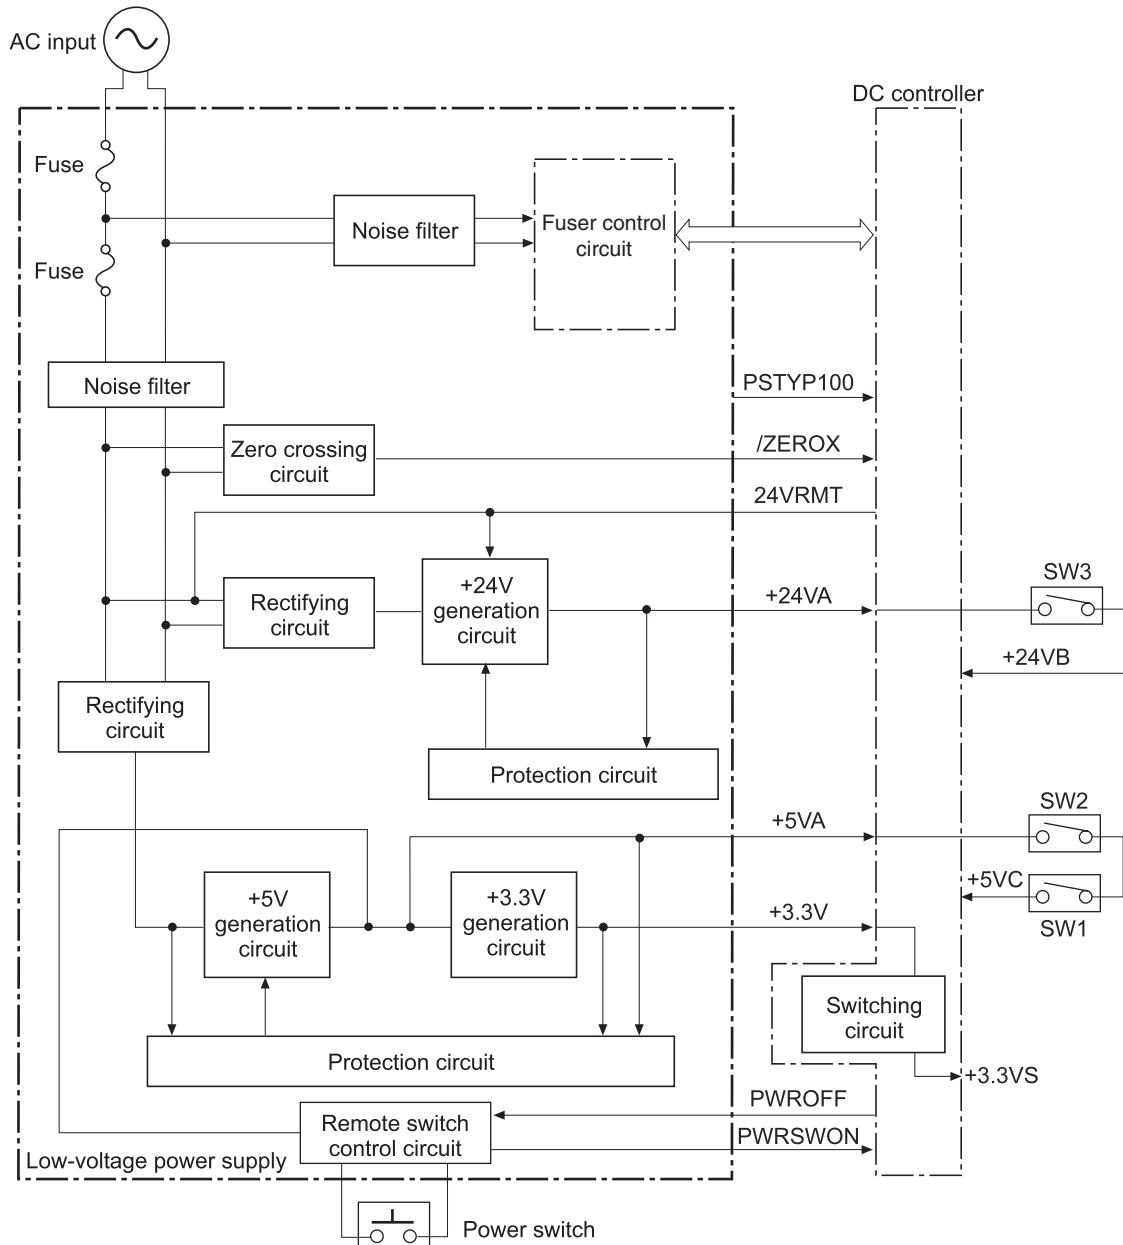 AC input
DC controller
Fuse
Noise filter
Fuser control
circuit
Fuse
Noise filter
PSTYP100
Zero crossing
circuit
/ZEROX
24VRMT
Rectifying
circuit
+24V
generation
circuit
+24VA
SW3
+24VB
Rectifying
circuit
Protection circuit
+5VA
SW2
+5V
generation
circuit
+3.3V
generation
circuit
+3.3V
+5VC
SW1
Switching
circuit
Protection circuit
+3.3VS
PWROFF
Remote switch
control circuit
PWRSWON
Low-voltage power supply
Power switch